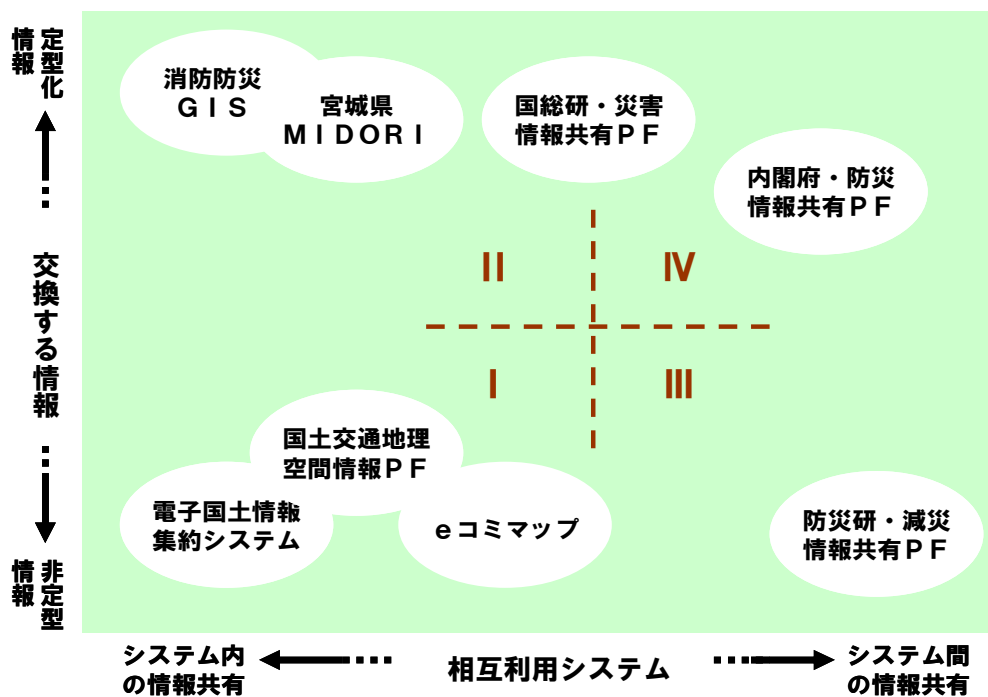 定型化
情報
交換する情報
非定型
情報
消防防災
ＧＩＳ
宮城県
ＭＩＤＯＲＩ
国総研・災害
情報共有ＰＦ
内閣府・防災
情報共有ＰＦ
II
IV
I
III
国土交通地理
空間情報ＰＦ
電子国土情報
集約システム
ｅコミマップ
防災研・減災
情報共有ＰＦ
システム内
の情報共有
相互利用システム
システム間
の情報共有